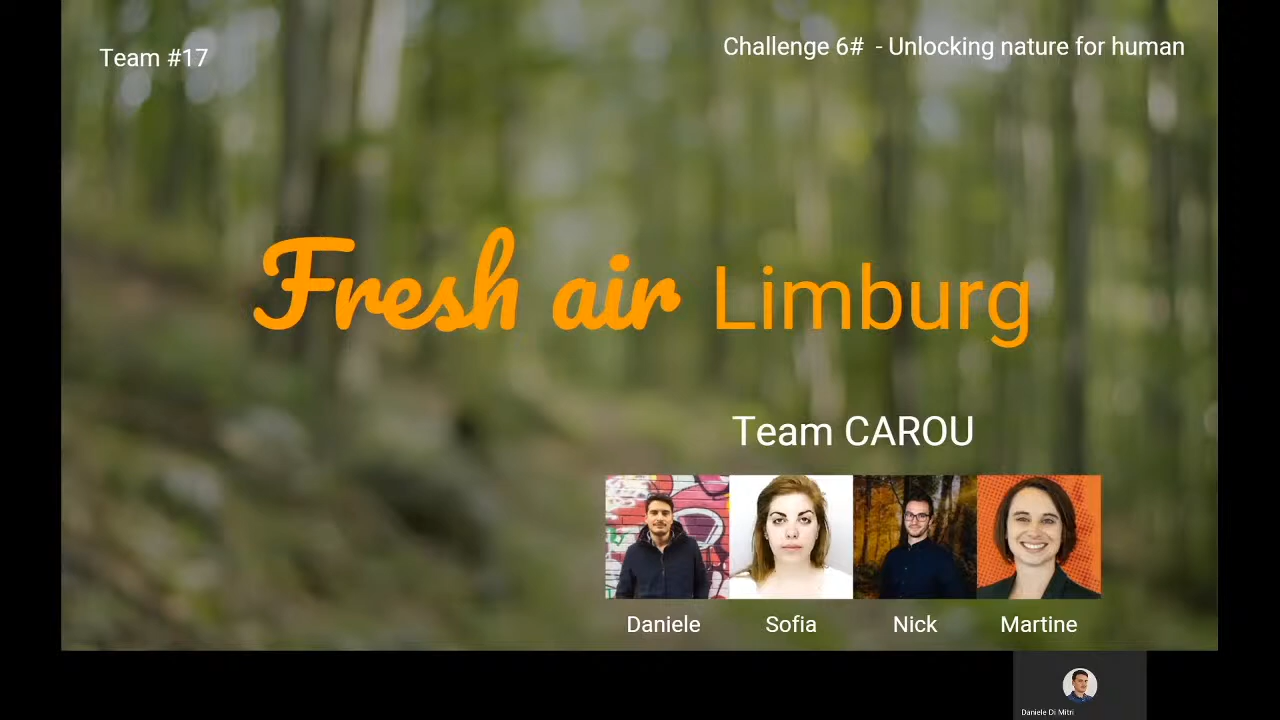 Team #17
Challenge 6# - Unlocking nature for human
Fresh air Limburg
Team CAROU
Daniele
Sofia
Nick
Martine
Daniele Di Mitri